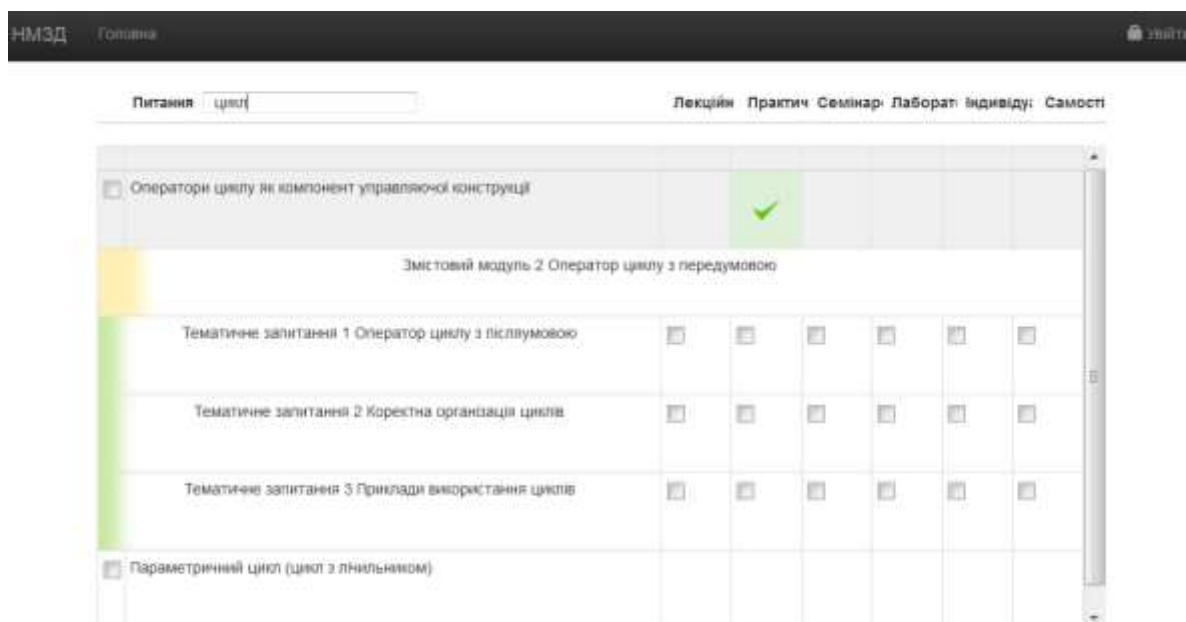 НМЗД Головна Увійти
Питання цикл Лекційн Практич Семінар Лаборат Індивіду Самості
Оператори циклу як компонент управляючої конструкції
Змістовий модуль 2 Оператор циклу з передумовою
Тематичне запитання 1 Оператор циклу з післяумовою
Тематичне запитання 2 Коректна організація циклів
Тематичне запитання 3 Приклади використання циклів
Параметричний цикл (цикл з лічильником)